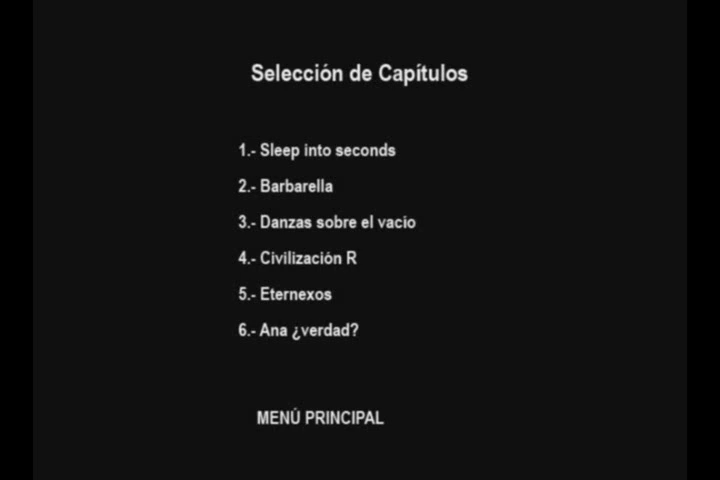 Selección de Capítulos
1.- Sleep into seconds
2.- Barbarella
3.- Danzas sobre el vacio
4.- Civilización R
5.- Eternexos
6.- Ana ¿verdad?
MENÚ PRINCIPAL